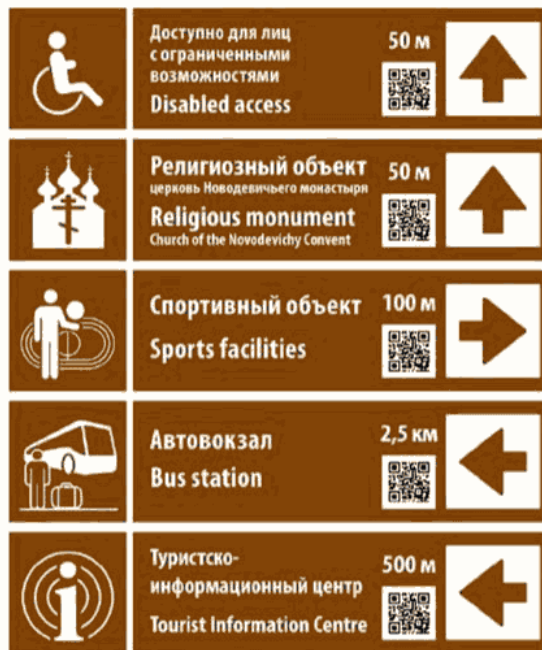 Доступно для лиц
с ограниченными
возможностями
Disabled access
50 м
Религиозный объект
церковь Новодевичьего монастыря
Religious monument
Church of the Novodevichy Convent
50 м
Спортивный объект
Sports facilities
100 м
Автовокзал
Bus station
2,5 км
Туристско-
информационный центр
Tourist Information Centre
500 м